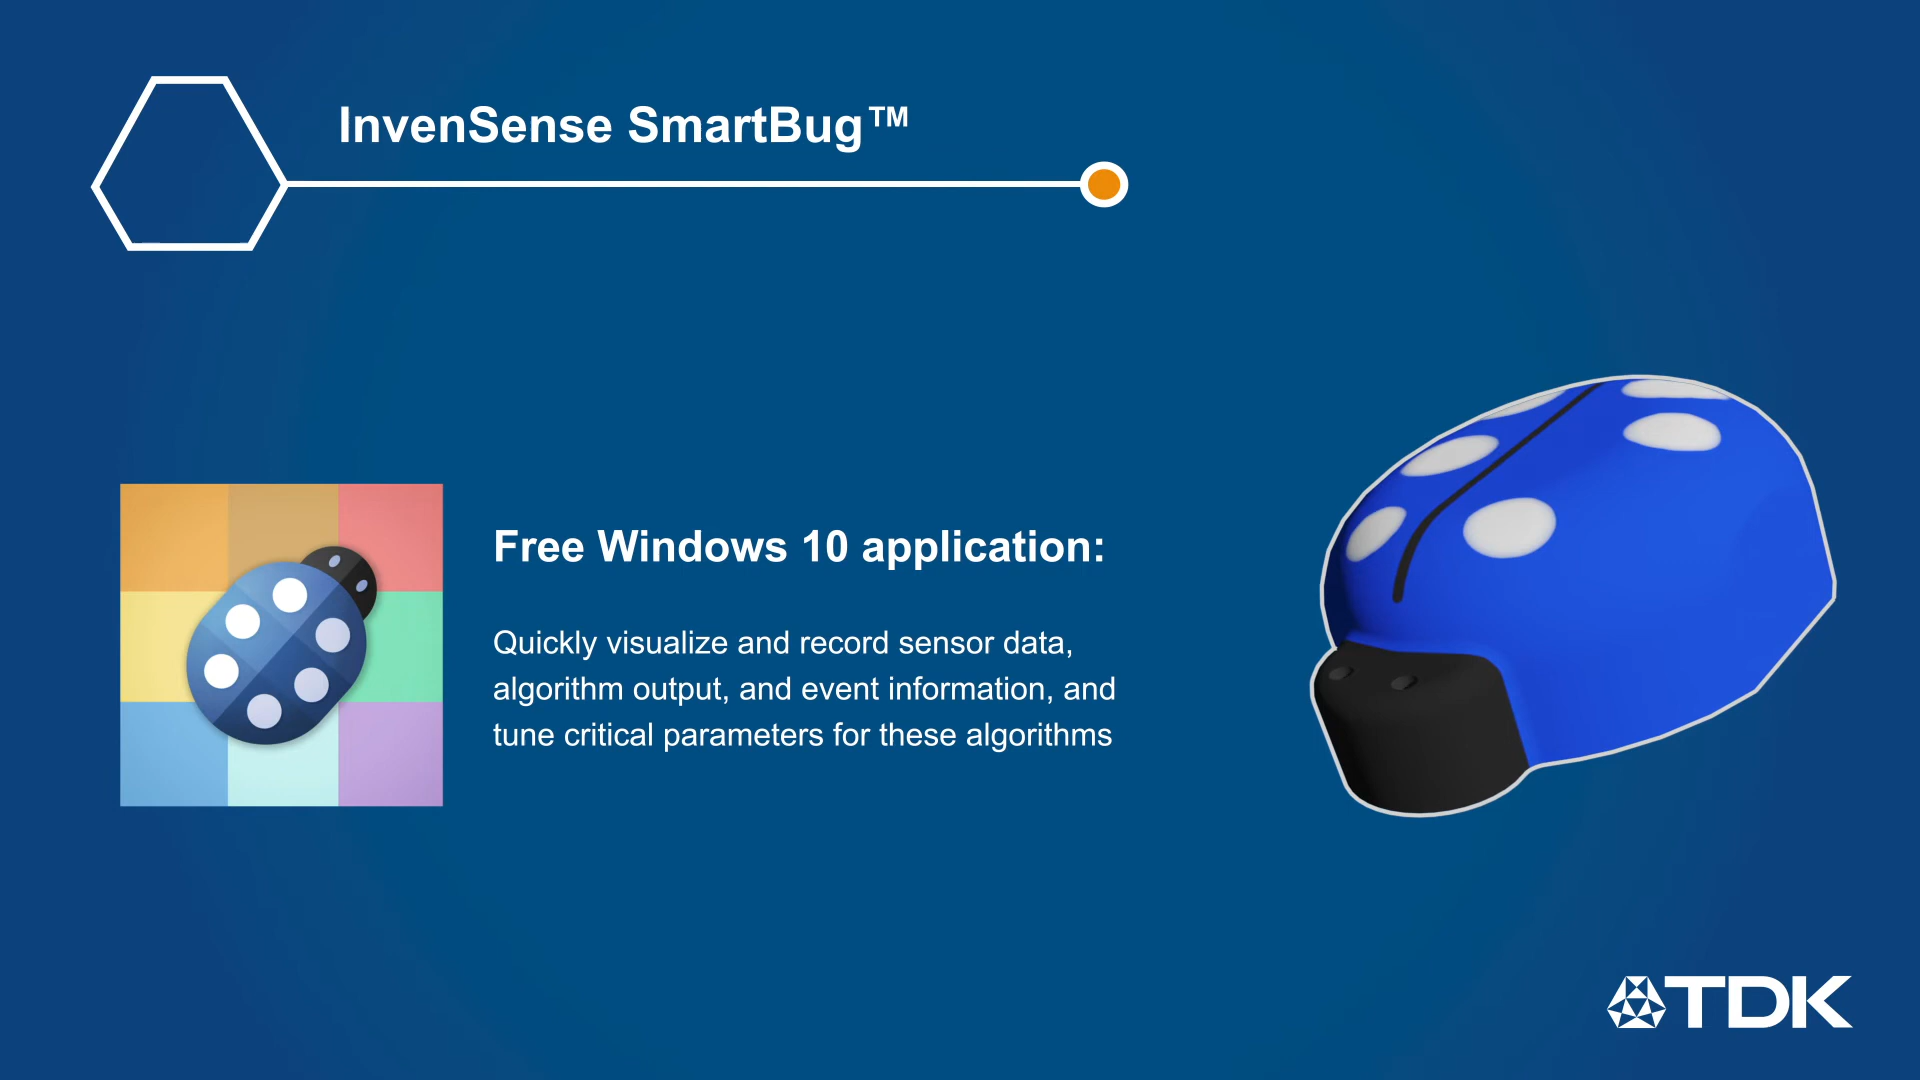 InvenSense SmartBug™
Free Windows 10 application:
Quickly visualize and record sensor data,
algorithm output, and event information, and
tune critical parameters for these algorithms
TDK